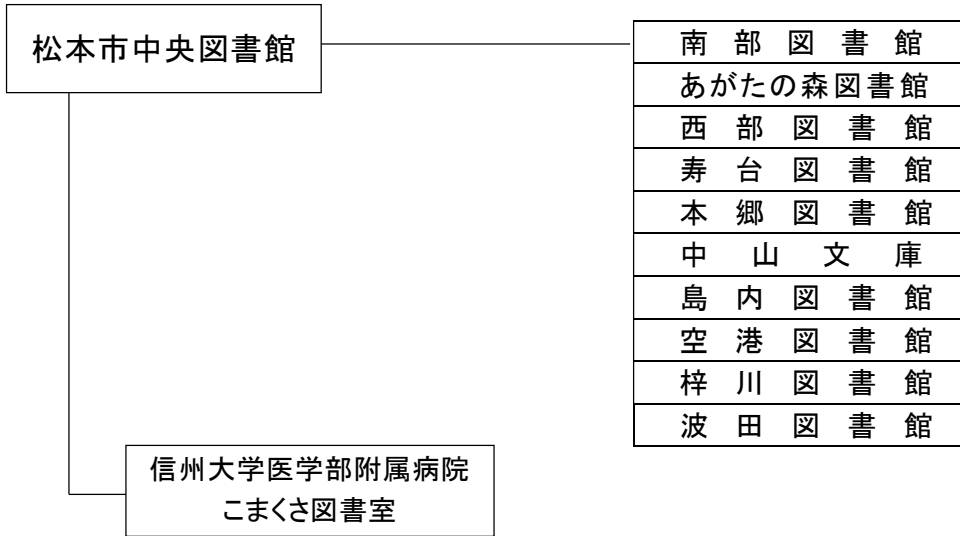 松本市中央図書館
南部図書館
あがたの森図書館
西部図書館
寿台図書館
本郷図書館
中山文庫
島内図書館
空港図書館
梓川図書館
波田図書館
信州大学医学部附属病院
こまくさ図書室